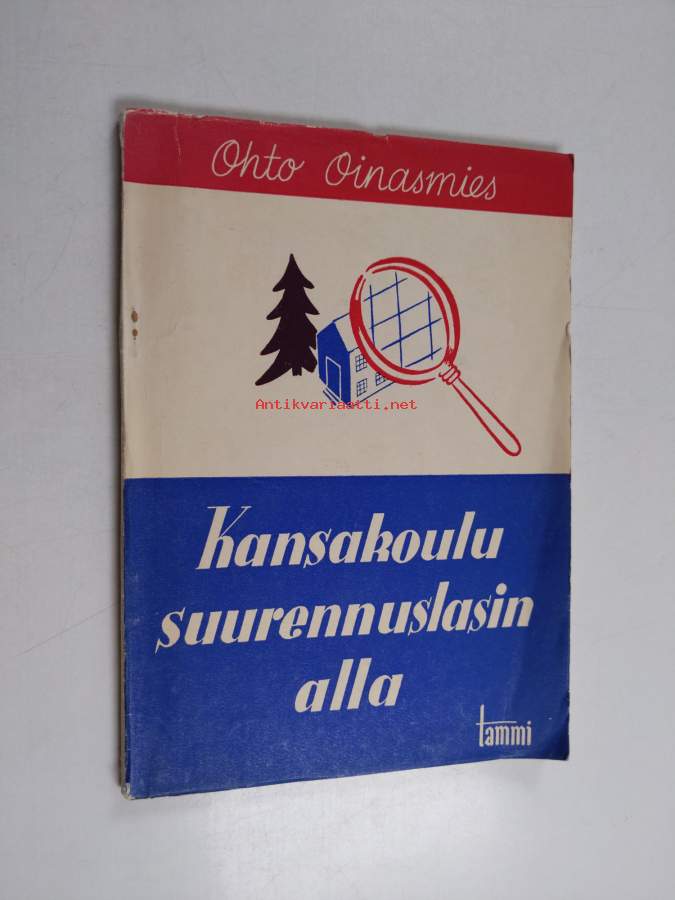 Ohto Oinasmies
Antikvariaatti.net
Kansakoulu
suurennuslasin
alla
tammi